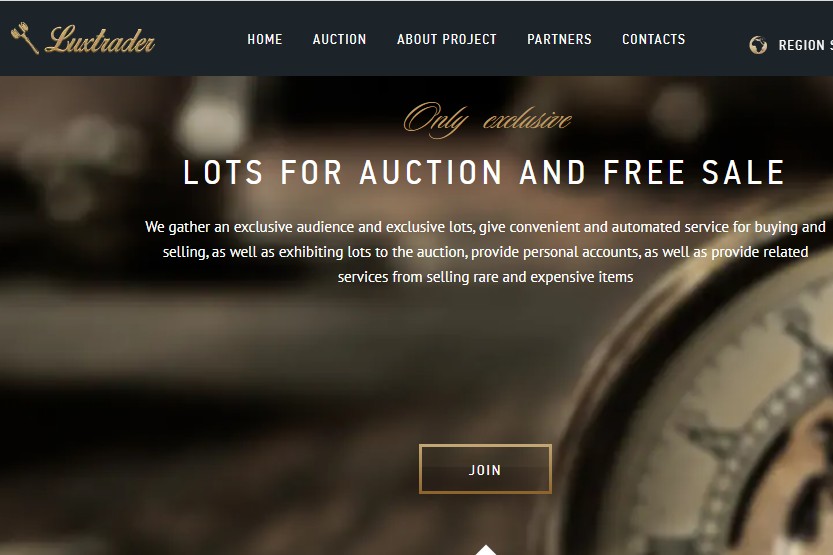 Luxtrader
HOME AUCTION ABOUT PROJECT PARTNERS CONTACTS REGION
Only exclusive
LOTS FOR AUCTION AND FREE SALE
We gather an exclusive audience and exclusive lots, give convenient and automated service for buying and
selling, as well as exhibiting lots to the auction, provide personal accounts, as well as provide related
services from selling rare and expensive items
JOIN